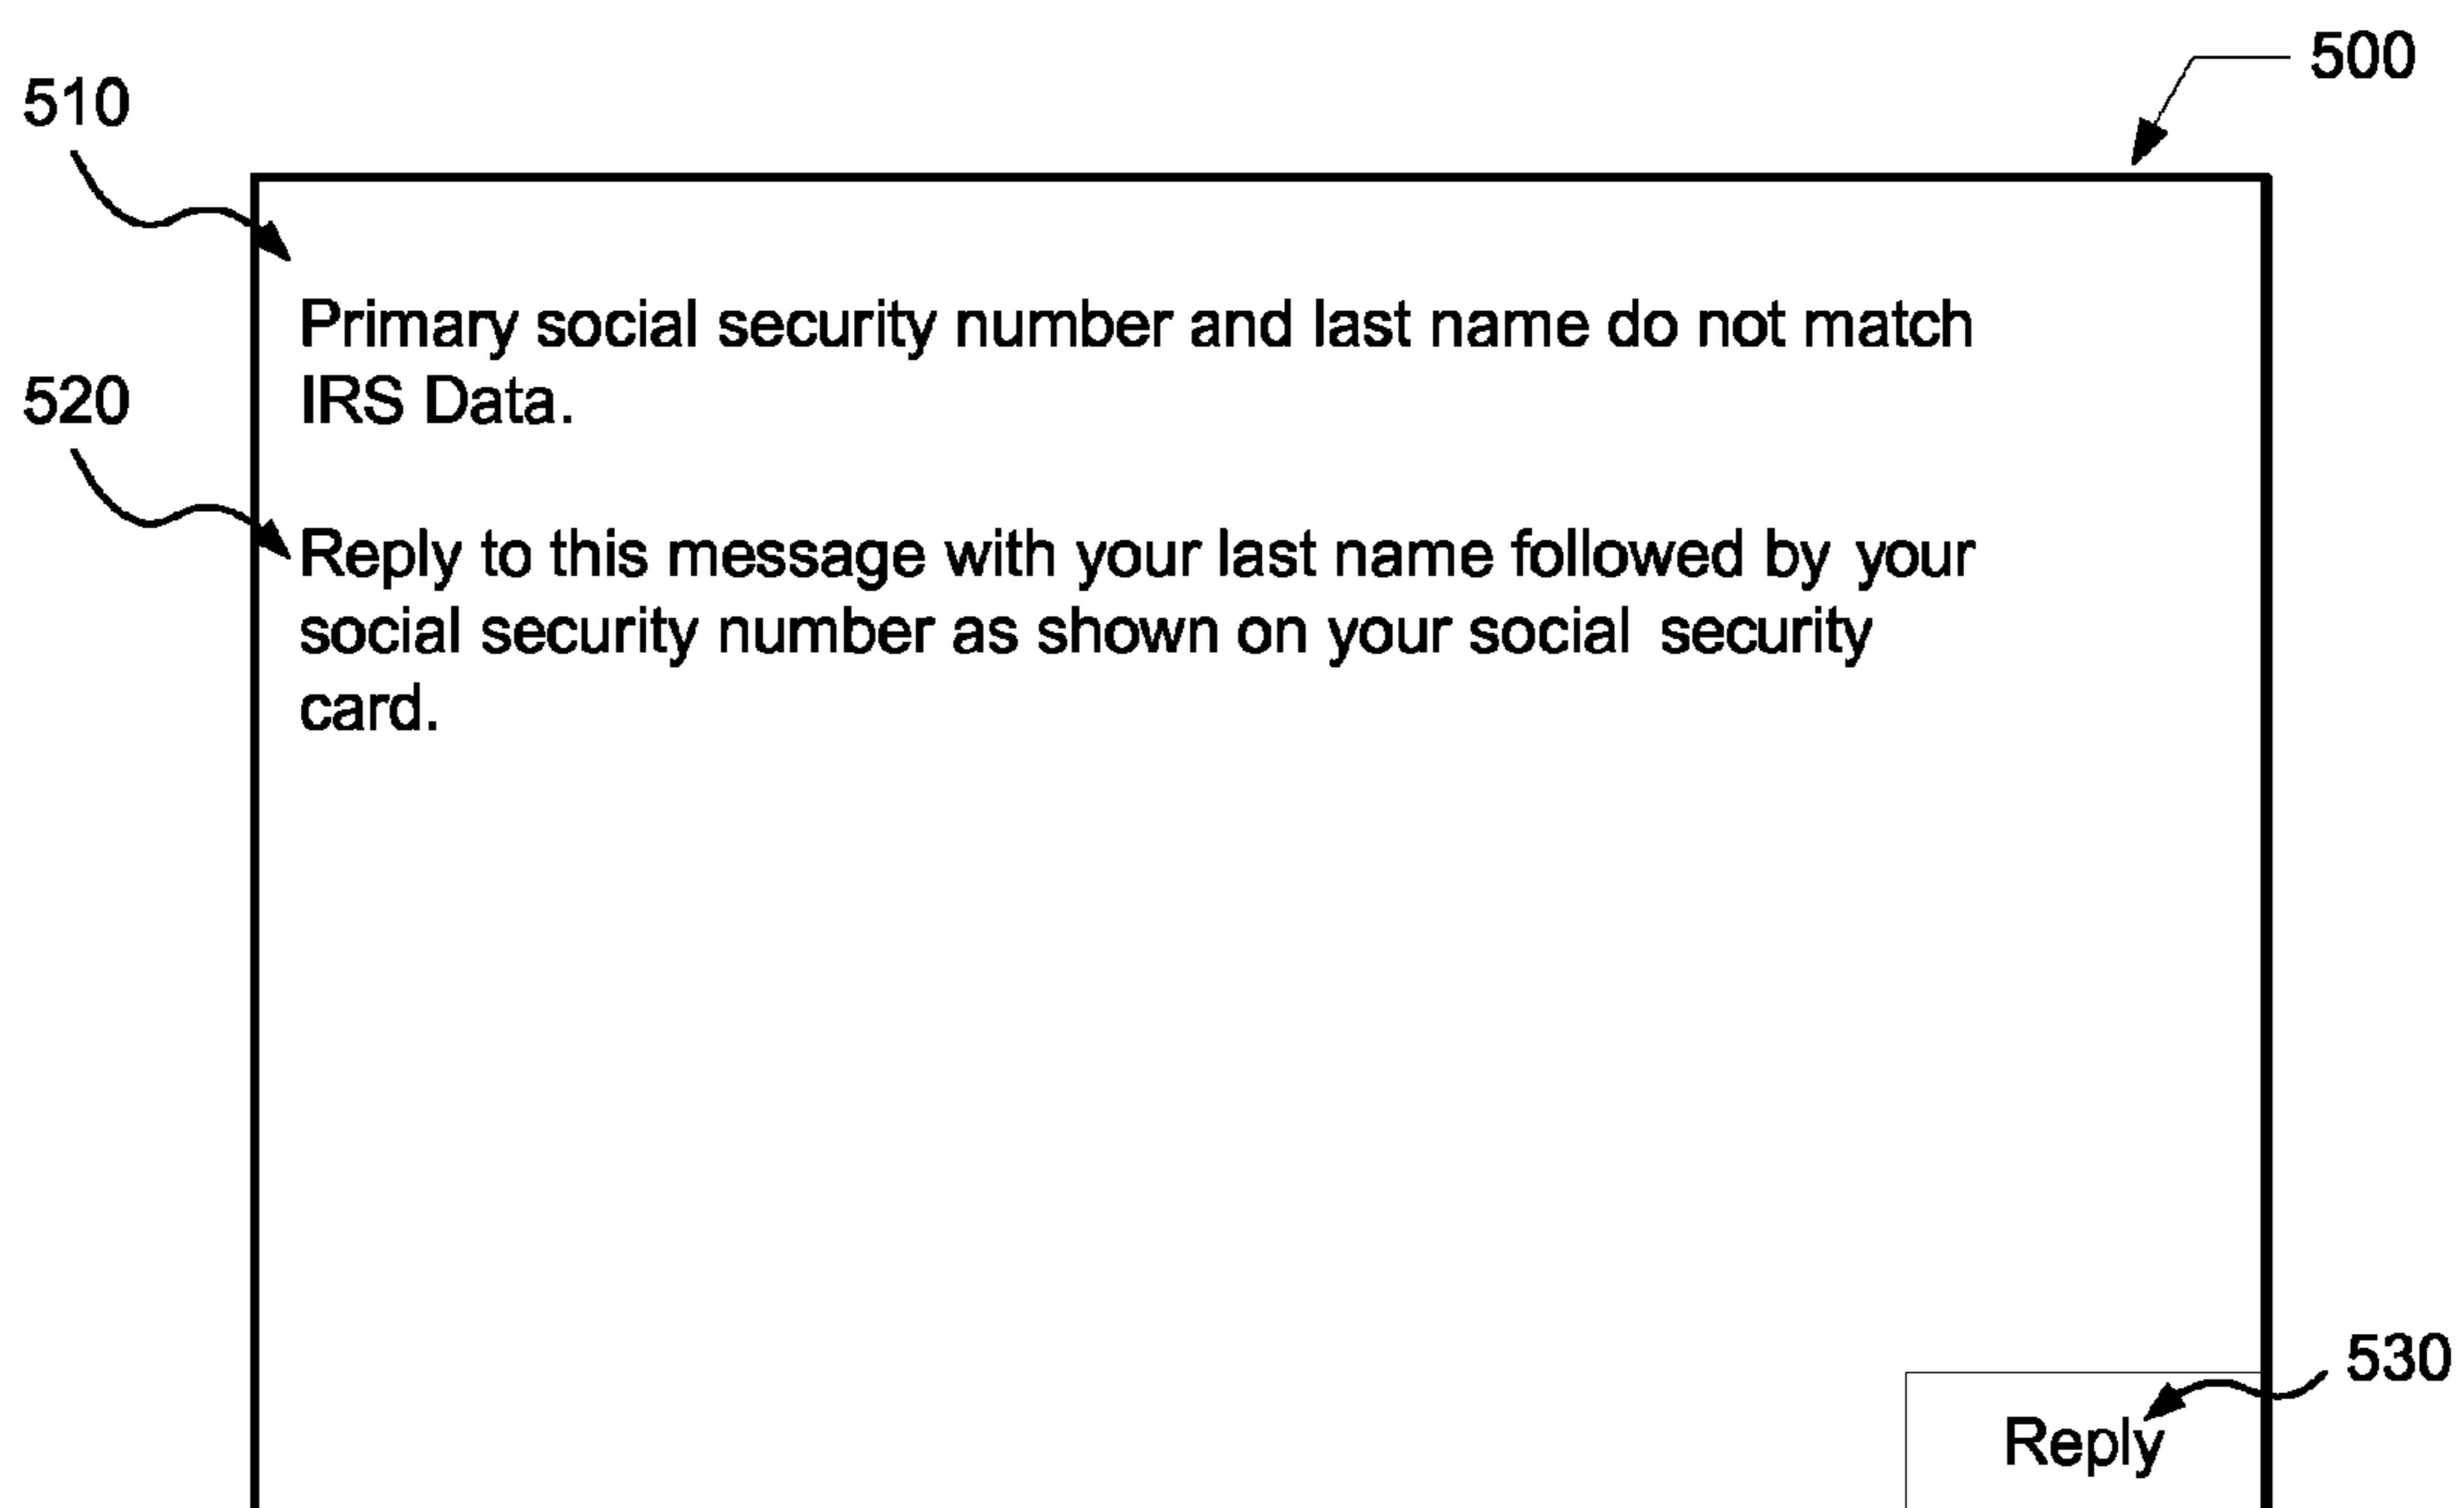 500
510
Primary social security number and last name do not match
IRS Data.
520
Reply to this message with your last name followed by your
social security number as shown on your social security
card.
530
Reply